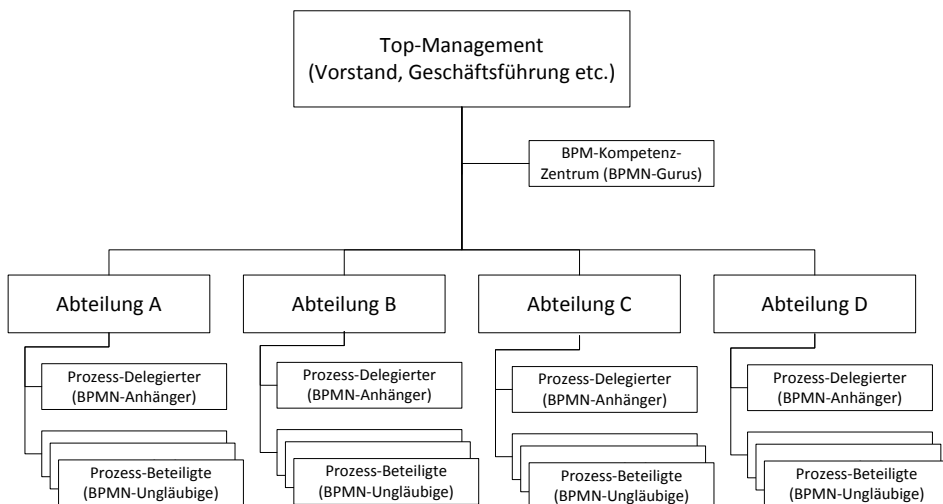 Top-Management
(Vorstand, Geschäftsführung etc.)
BPM-Kompetenz-
Zentrum (BPMN-Gurus)
Abteilung A
Abteilung B
Abteilung C
Abteilung D
Prozess-Delegierter
(BPMN-Anhänger)
Prozess-Delegierter
(BPMN-Anhänger)
Prozess-Delegierter
(BPMN-Anhänger)
Prozess-Delegierter
(BPMN-Anhänger)
Prozess-Beteiligte
(BPMN-Ungläubige)
Prozess-Beteiligte
(BPMN-Ungläubige)
Prozess-Beteiligte
(BPMN-Ungläubige)
Prozess-Beteiligte
(BPMN-Ungläubige)